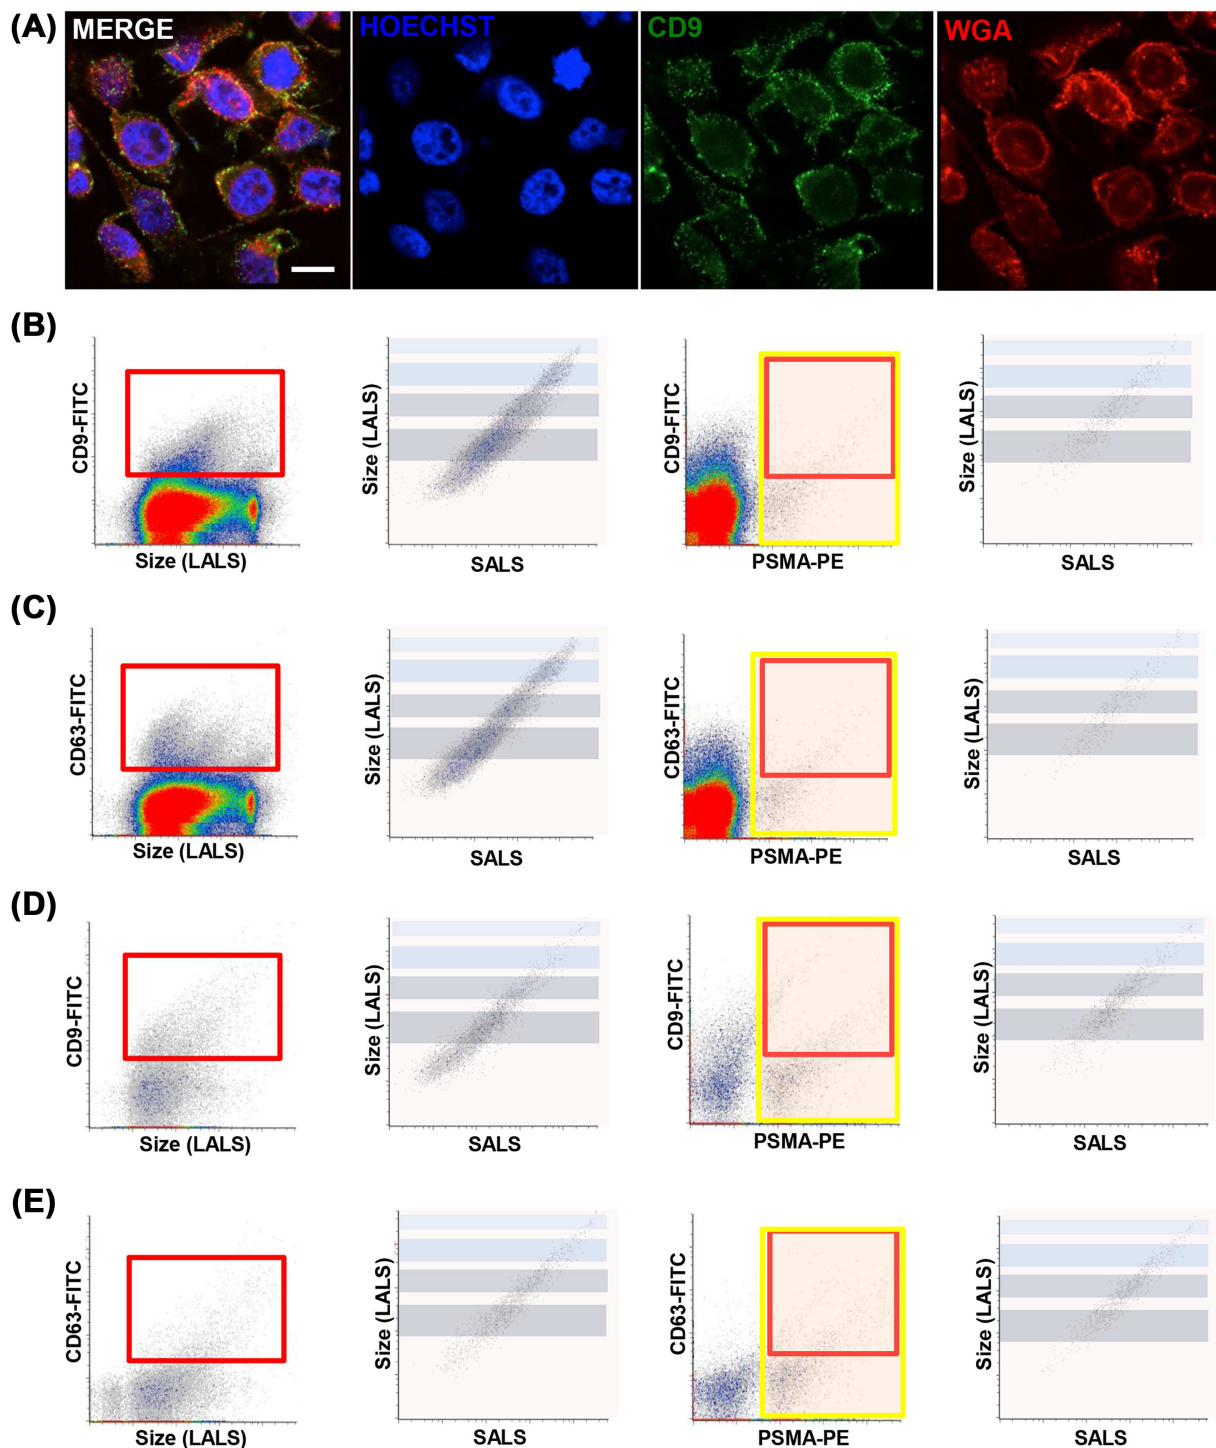 (A)
MERGE
HOECHST
CD9
WGA
(B)
CD9-FITC
Size (LALS)
Size (LALS)
SALS
CD9-FITC
PSMA-PE
Size (LALS)
SALS
(C)
CD63-FITC
Size (LALS)
Size (LALS)
SALS
CD63-FITC
PSMA-PE
Size (LALS)
SALS
(D)
CD9-FITC
Size (LALS)
Size (LALS)
SALS
CD9-FITC
PSMA-PE
Size (LALS)
SALS
(E)
CD63-FITC
Size (LALS)
Size (LALS)
SALS
CD63-FITC
PSMA-PE
Size (LALS)
SALS